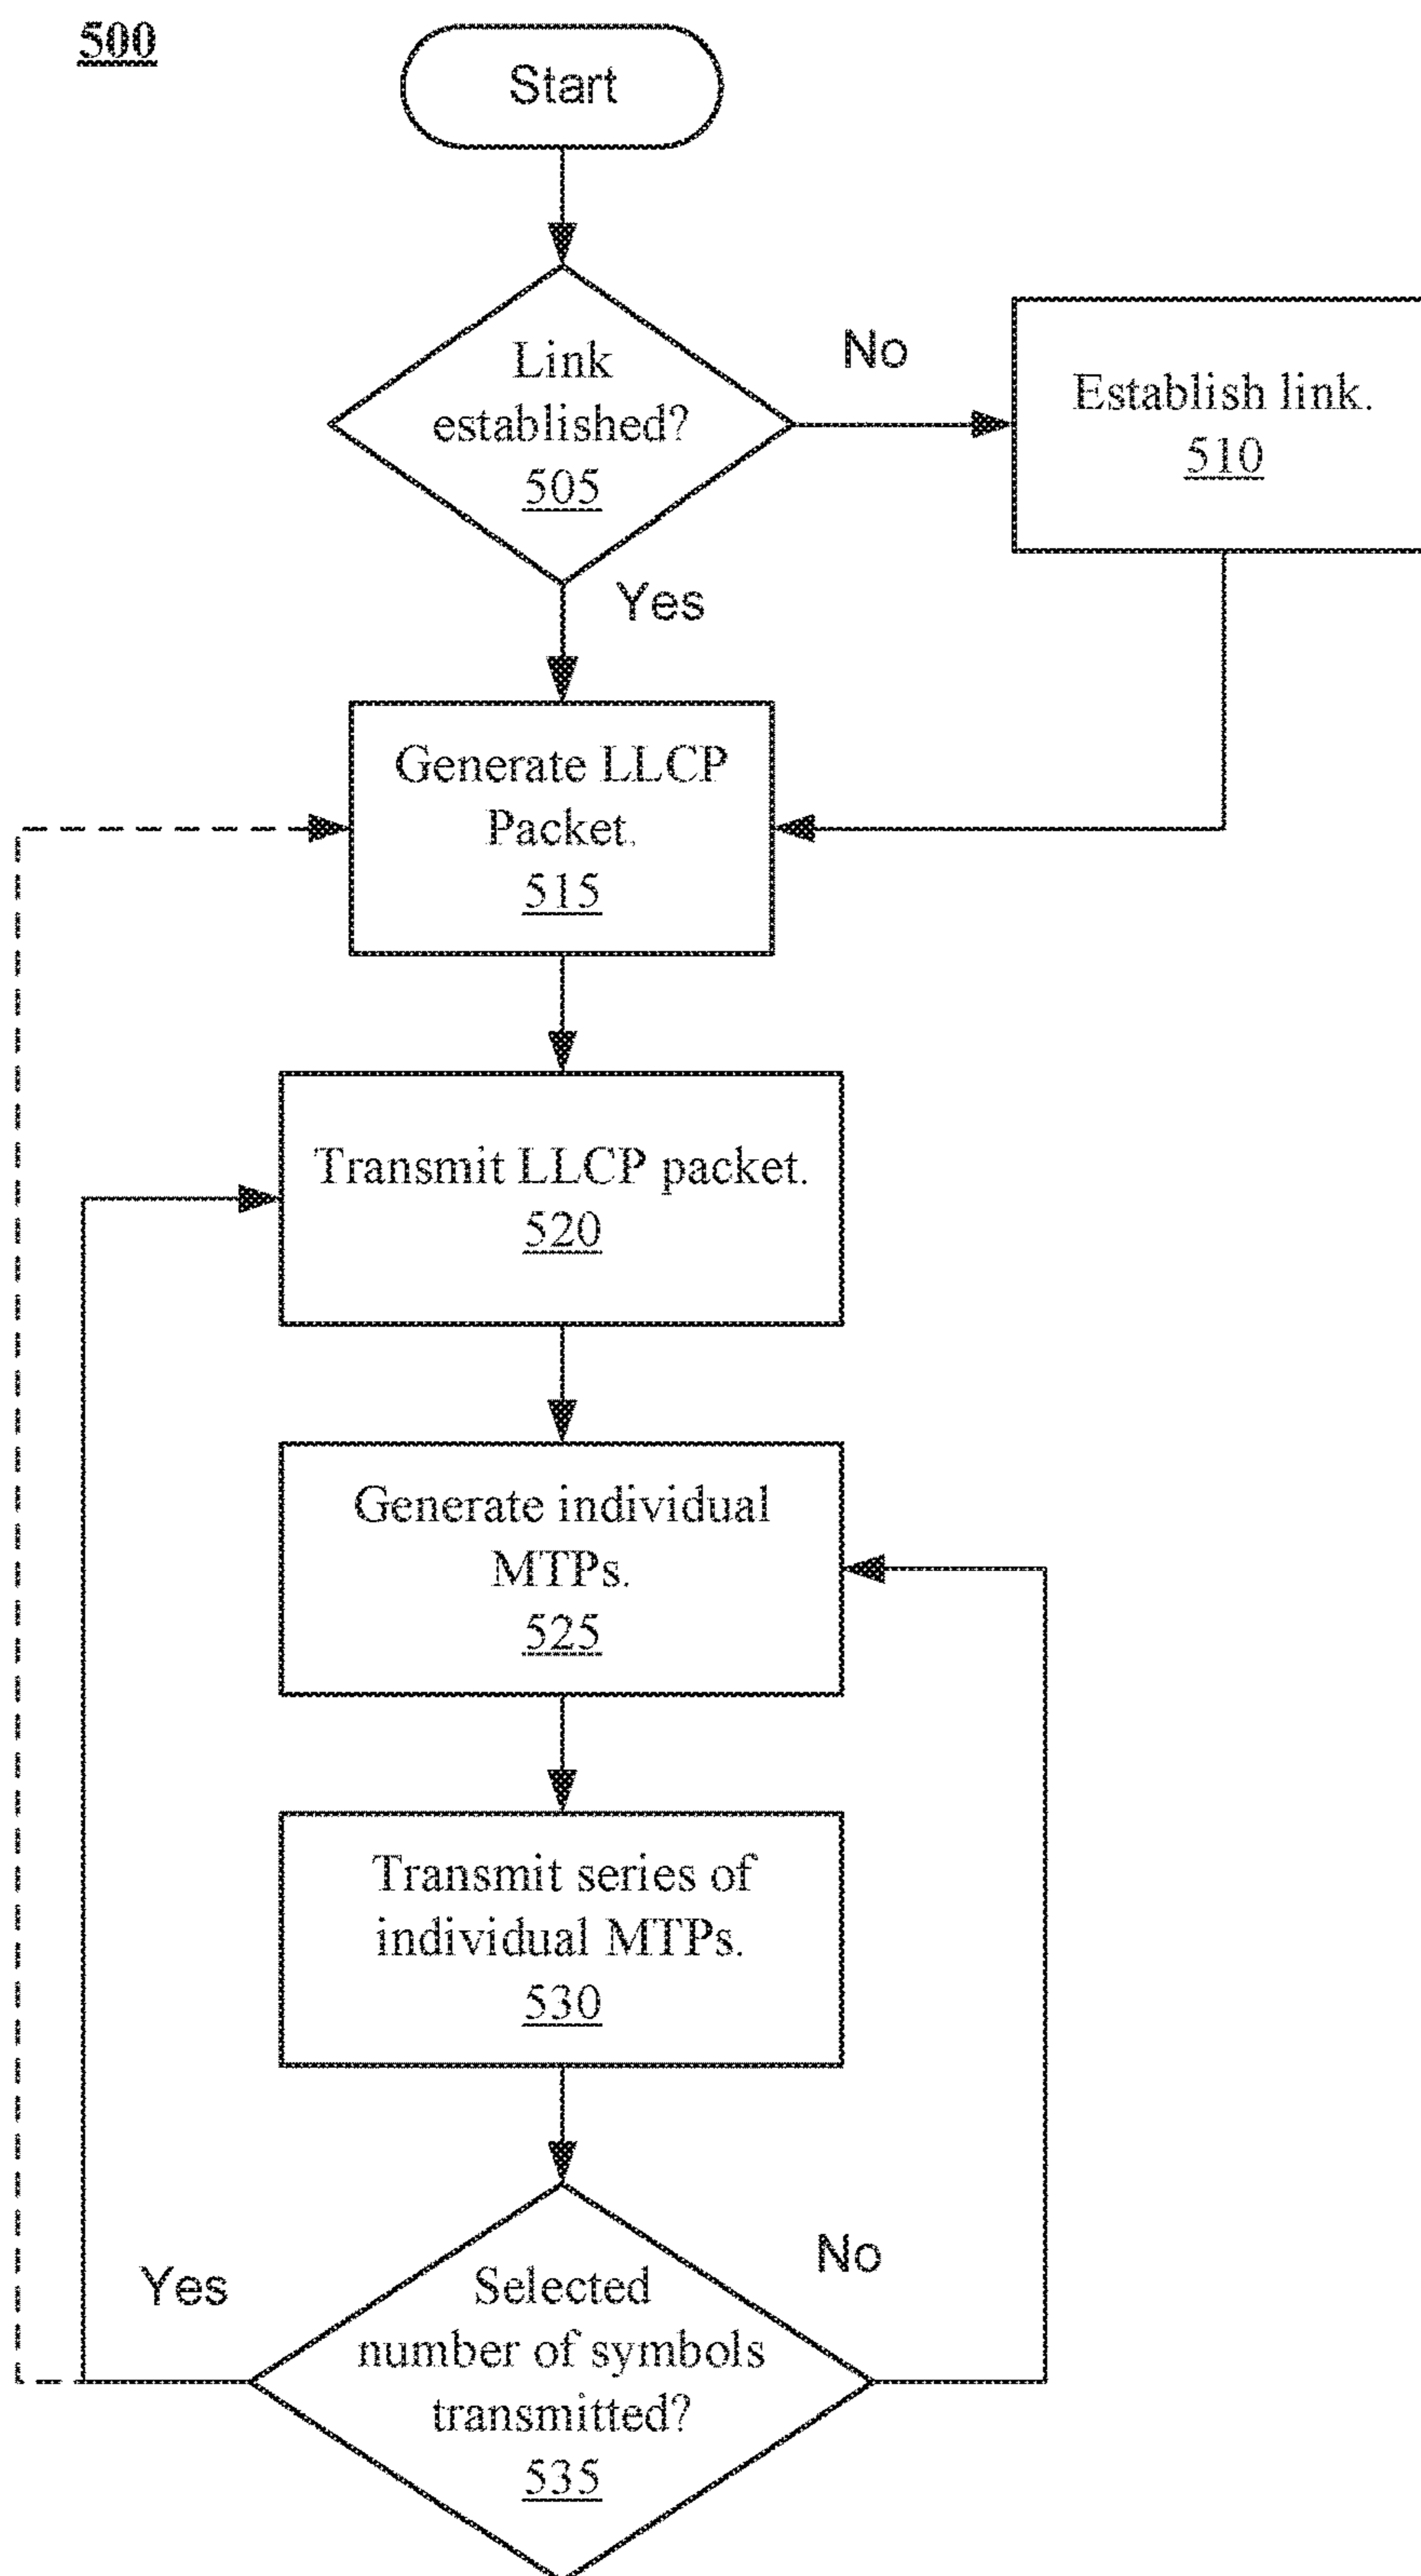 500
Start
Link
established?
505
No
Establish link.
510
Yes
Generate LLCP
Packet.
515
Transmit LLCP packet.
520
Generate individual
MTPs.
525
Transmit series of
individual MTPs.
530
Yes
No
Selected
number of symbols
transmitted?
535